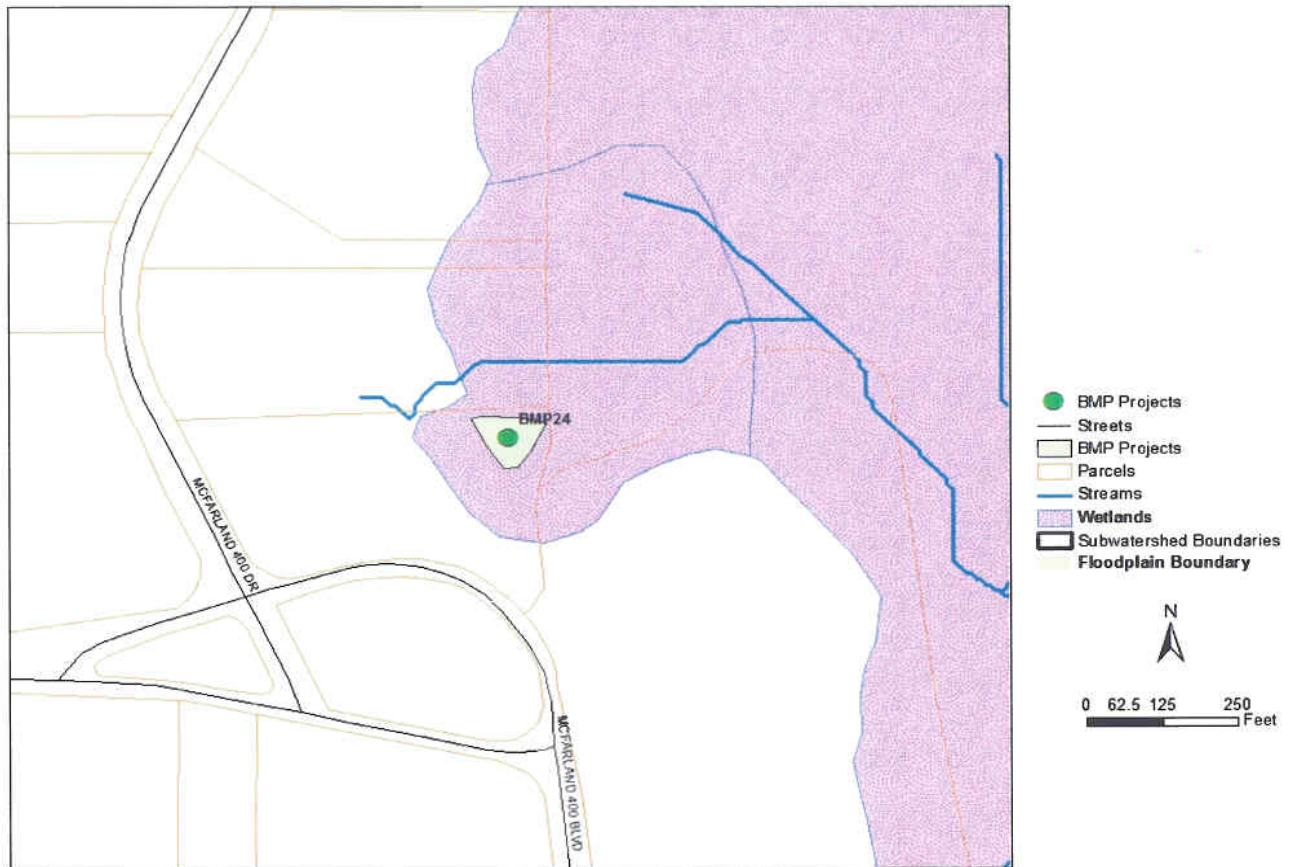 BMP24
MCFARLAND 400 DR
MCFARLAND 400 BLVD
BMP Projects
Streets
BMP Projects
Parcels
Streams
Wetlands
Subwatershed Boundaries
Floodplain Boundary
N
0 62.5 125 250
Feet